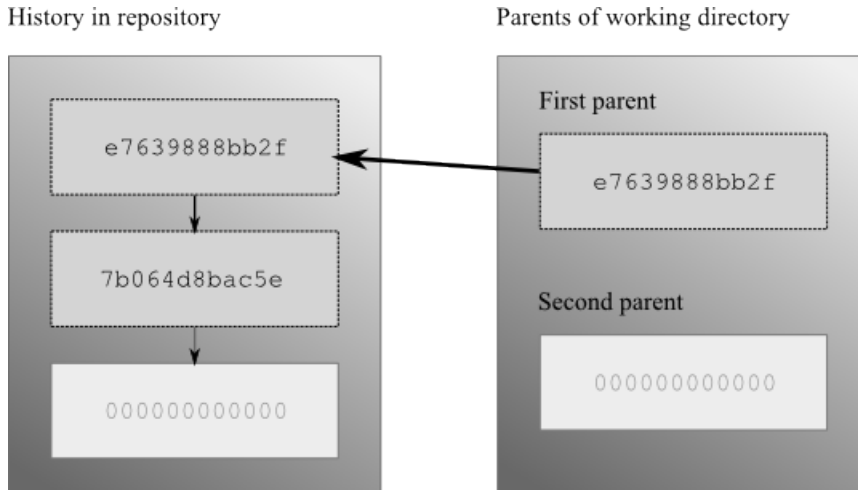 History in repository
e7639888bb2f
7b064d8bac5e
000000000000
Parents of working directory
First parent
e7639888bb2f
Second parent
000000000000